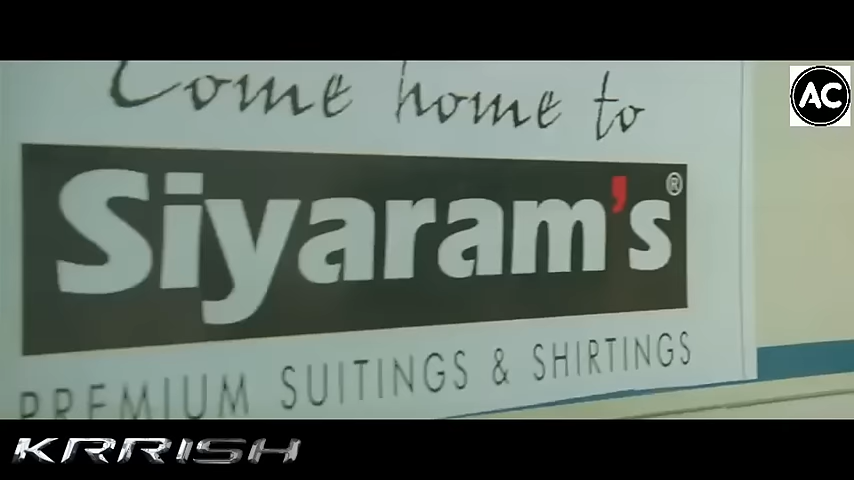 Come home to
AC
Siyaram's®
PREMIUM SUITINGS & SHIRTINGS
KRRISH